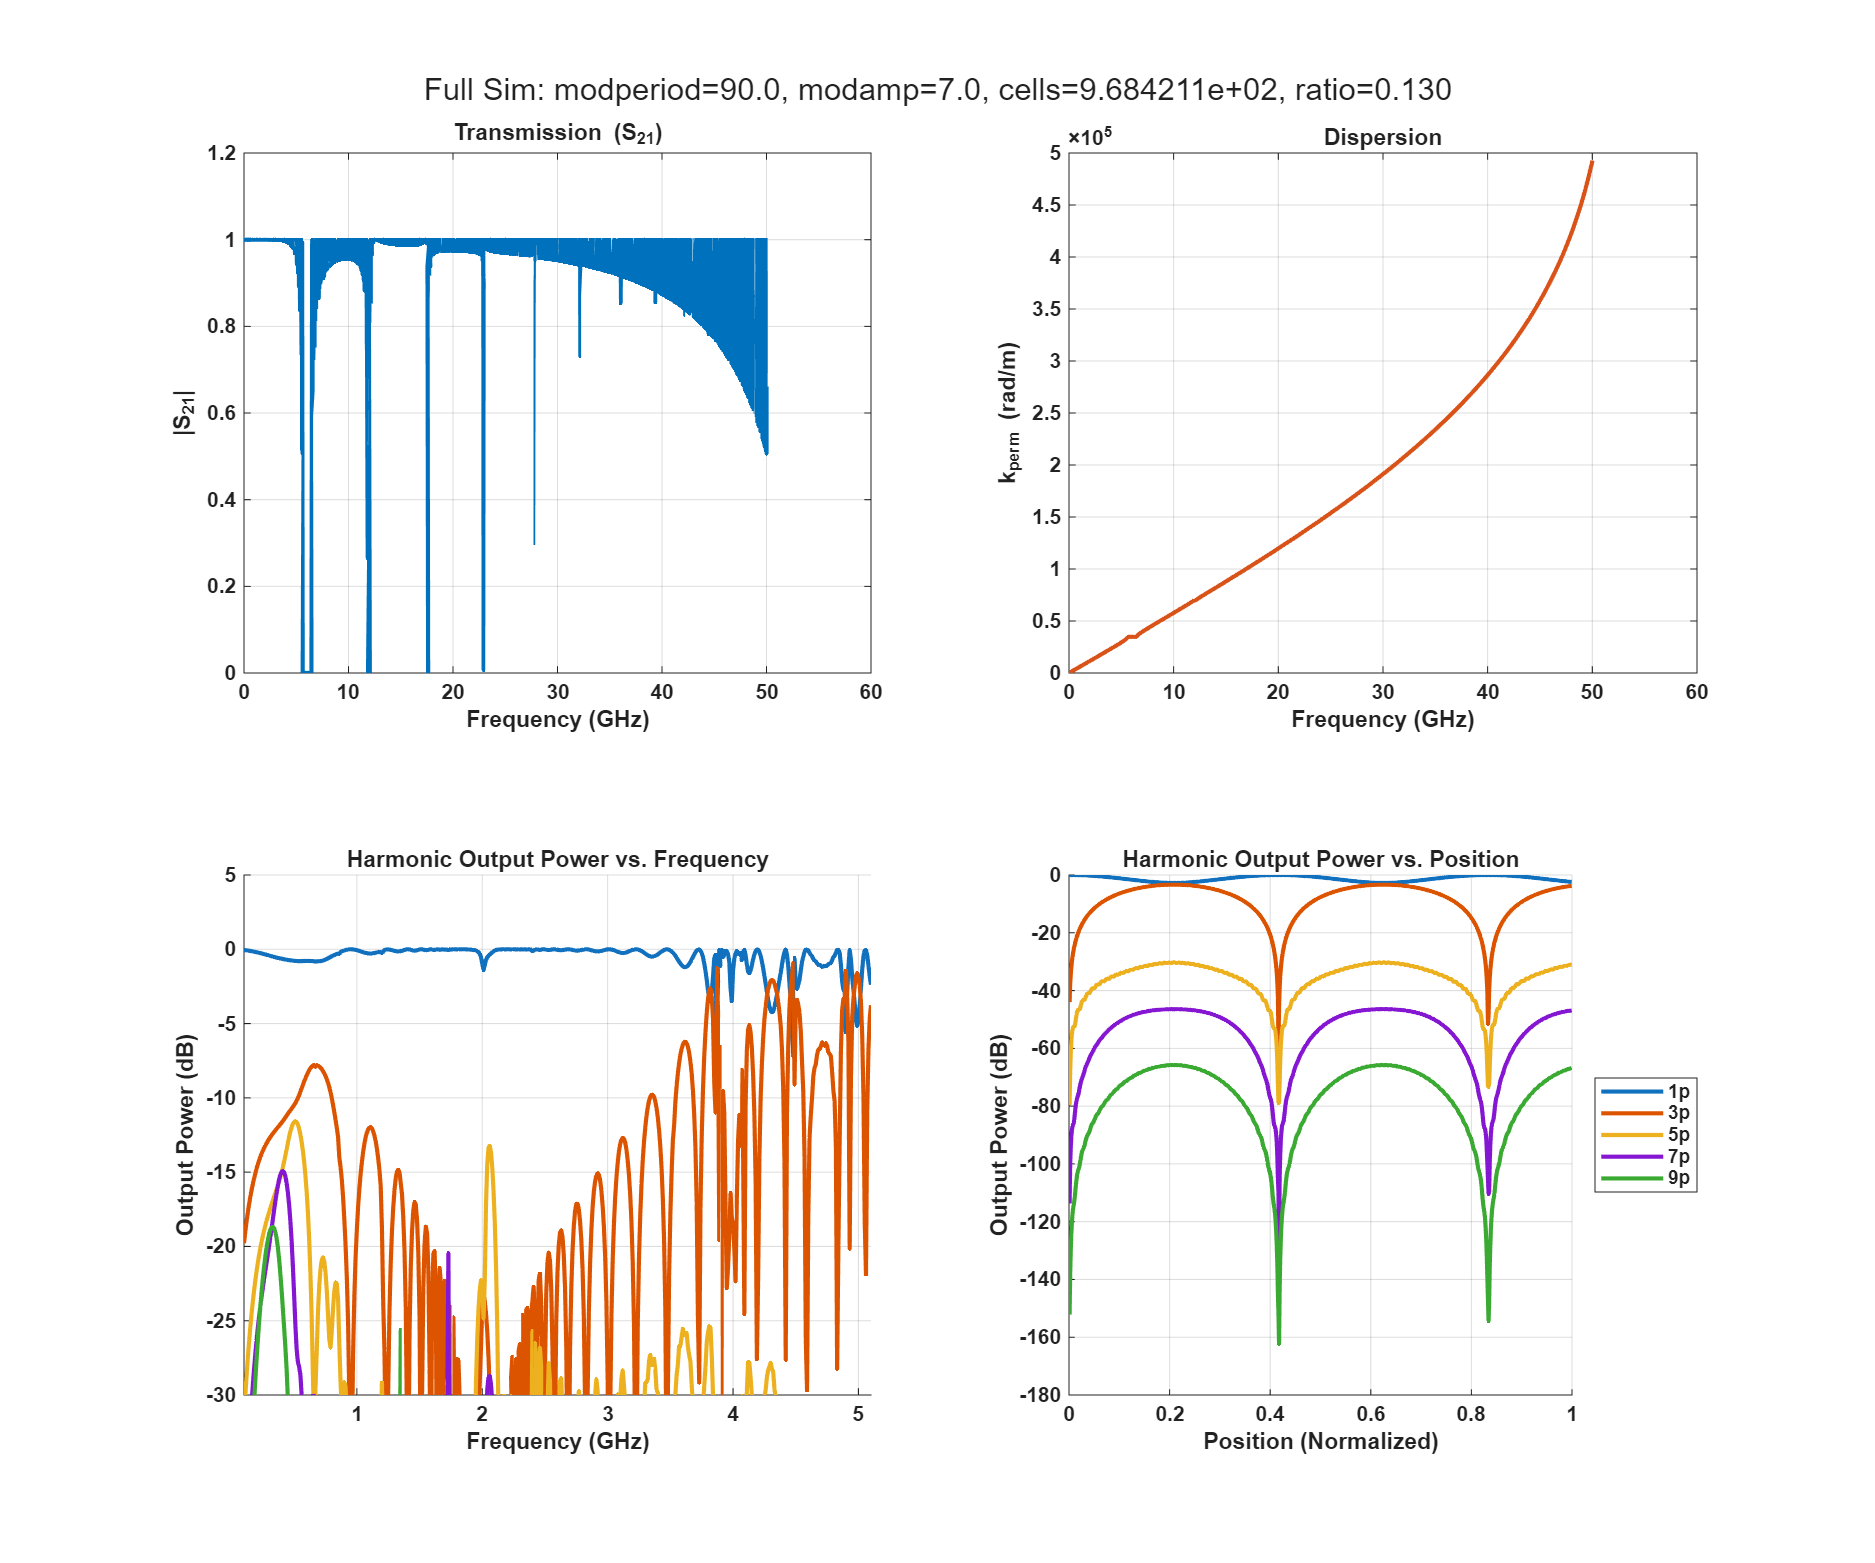 Full Sim: modperiod=90.0, modamp=7.0, cells=9.684211e+02, ratio=0.130
Transmission (S21)
1.2
1
0.8
0.6
0.4
0.2
0
|S21|
0 10 20 30 40 50 60
Frequency (GHz)
×10^5
Dispersion
5
4.5
4
3.5
3
2.5
2
1.5
1
0.5
0
kperm (rad/m)
0 10 20 30 40 50 60
Frequency (GHz)
Harmonic Output Power vs. Frequency
5
0
-5
-10
-15
-20
-25
-30
Output Power (dB)
1 2 3 4 5
Frequency (GHz)
Harmonic Output Power vs. Position
0
-20
-40
-60
-80
-100
-120
-140
-160
-180
Output Power (dB)
0 0.2 0.4 0.6 0.8 1
Position (Normalized)
1p
3p
5p
7p
9p